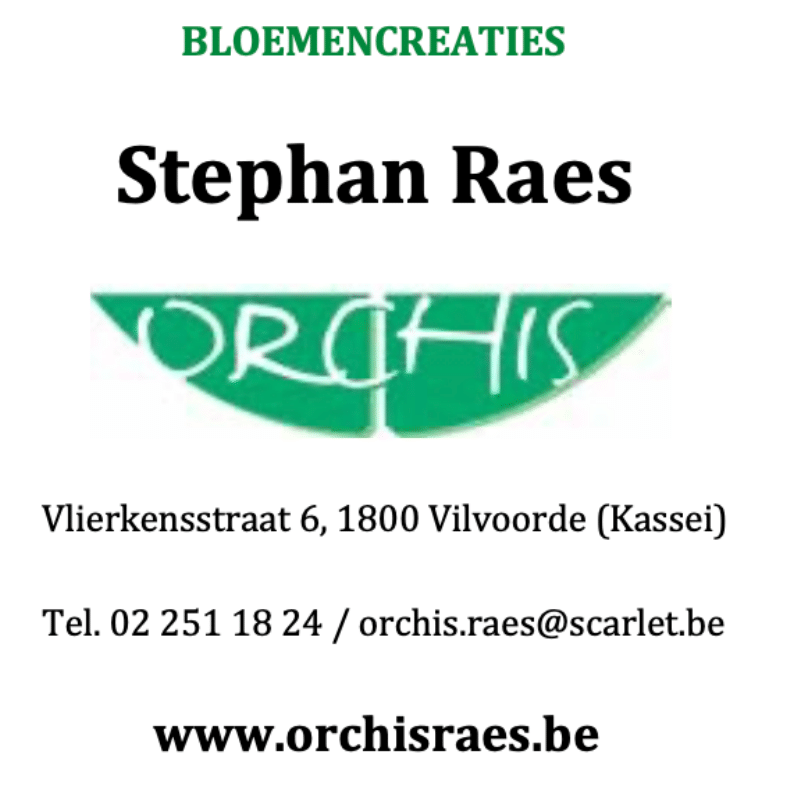 BLOEMENCREATIES
Stephan Raes
ORCHIS
Vlierkensstraat 6, 1800 Vilvoorde (Kassei)
Tel. 02 251 18 24 / orchis.raes@scarlet.be
www.orchisraes.be